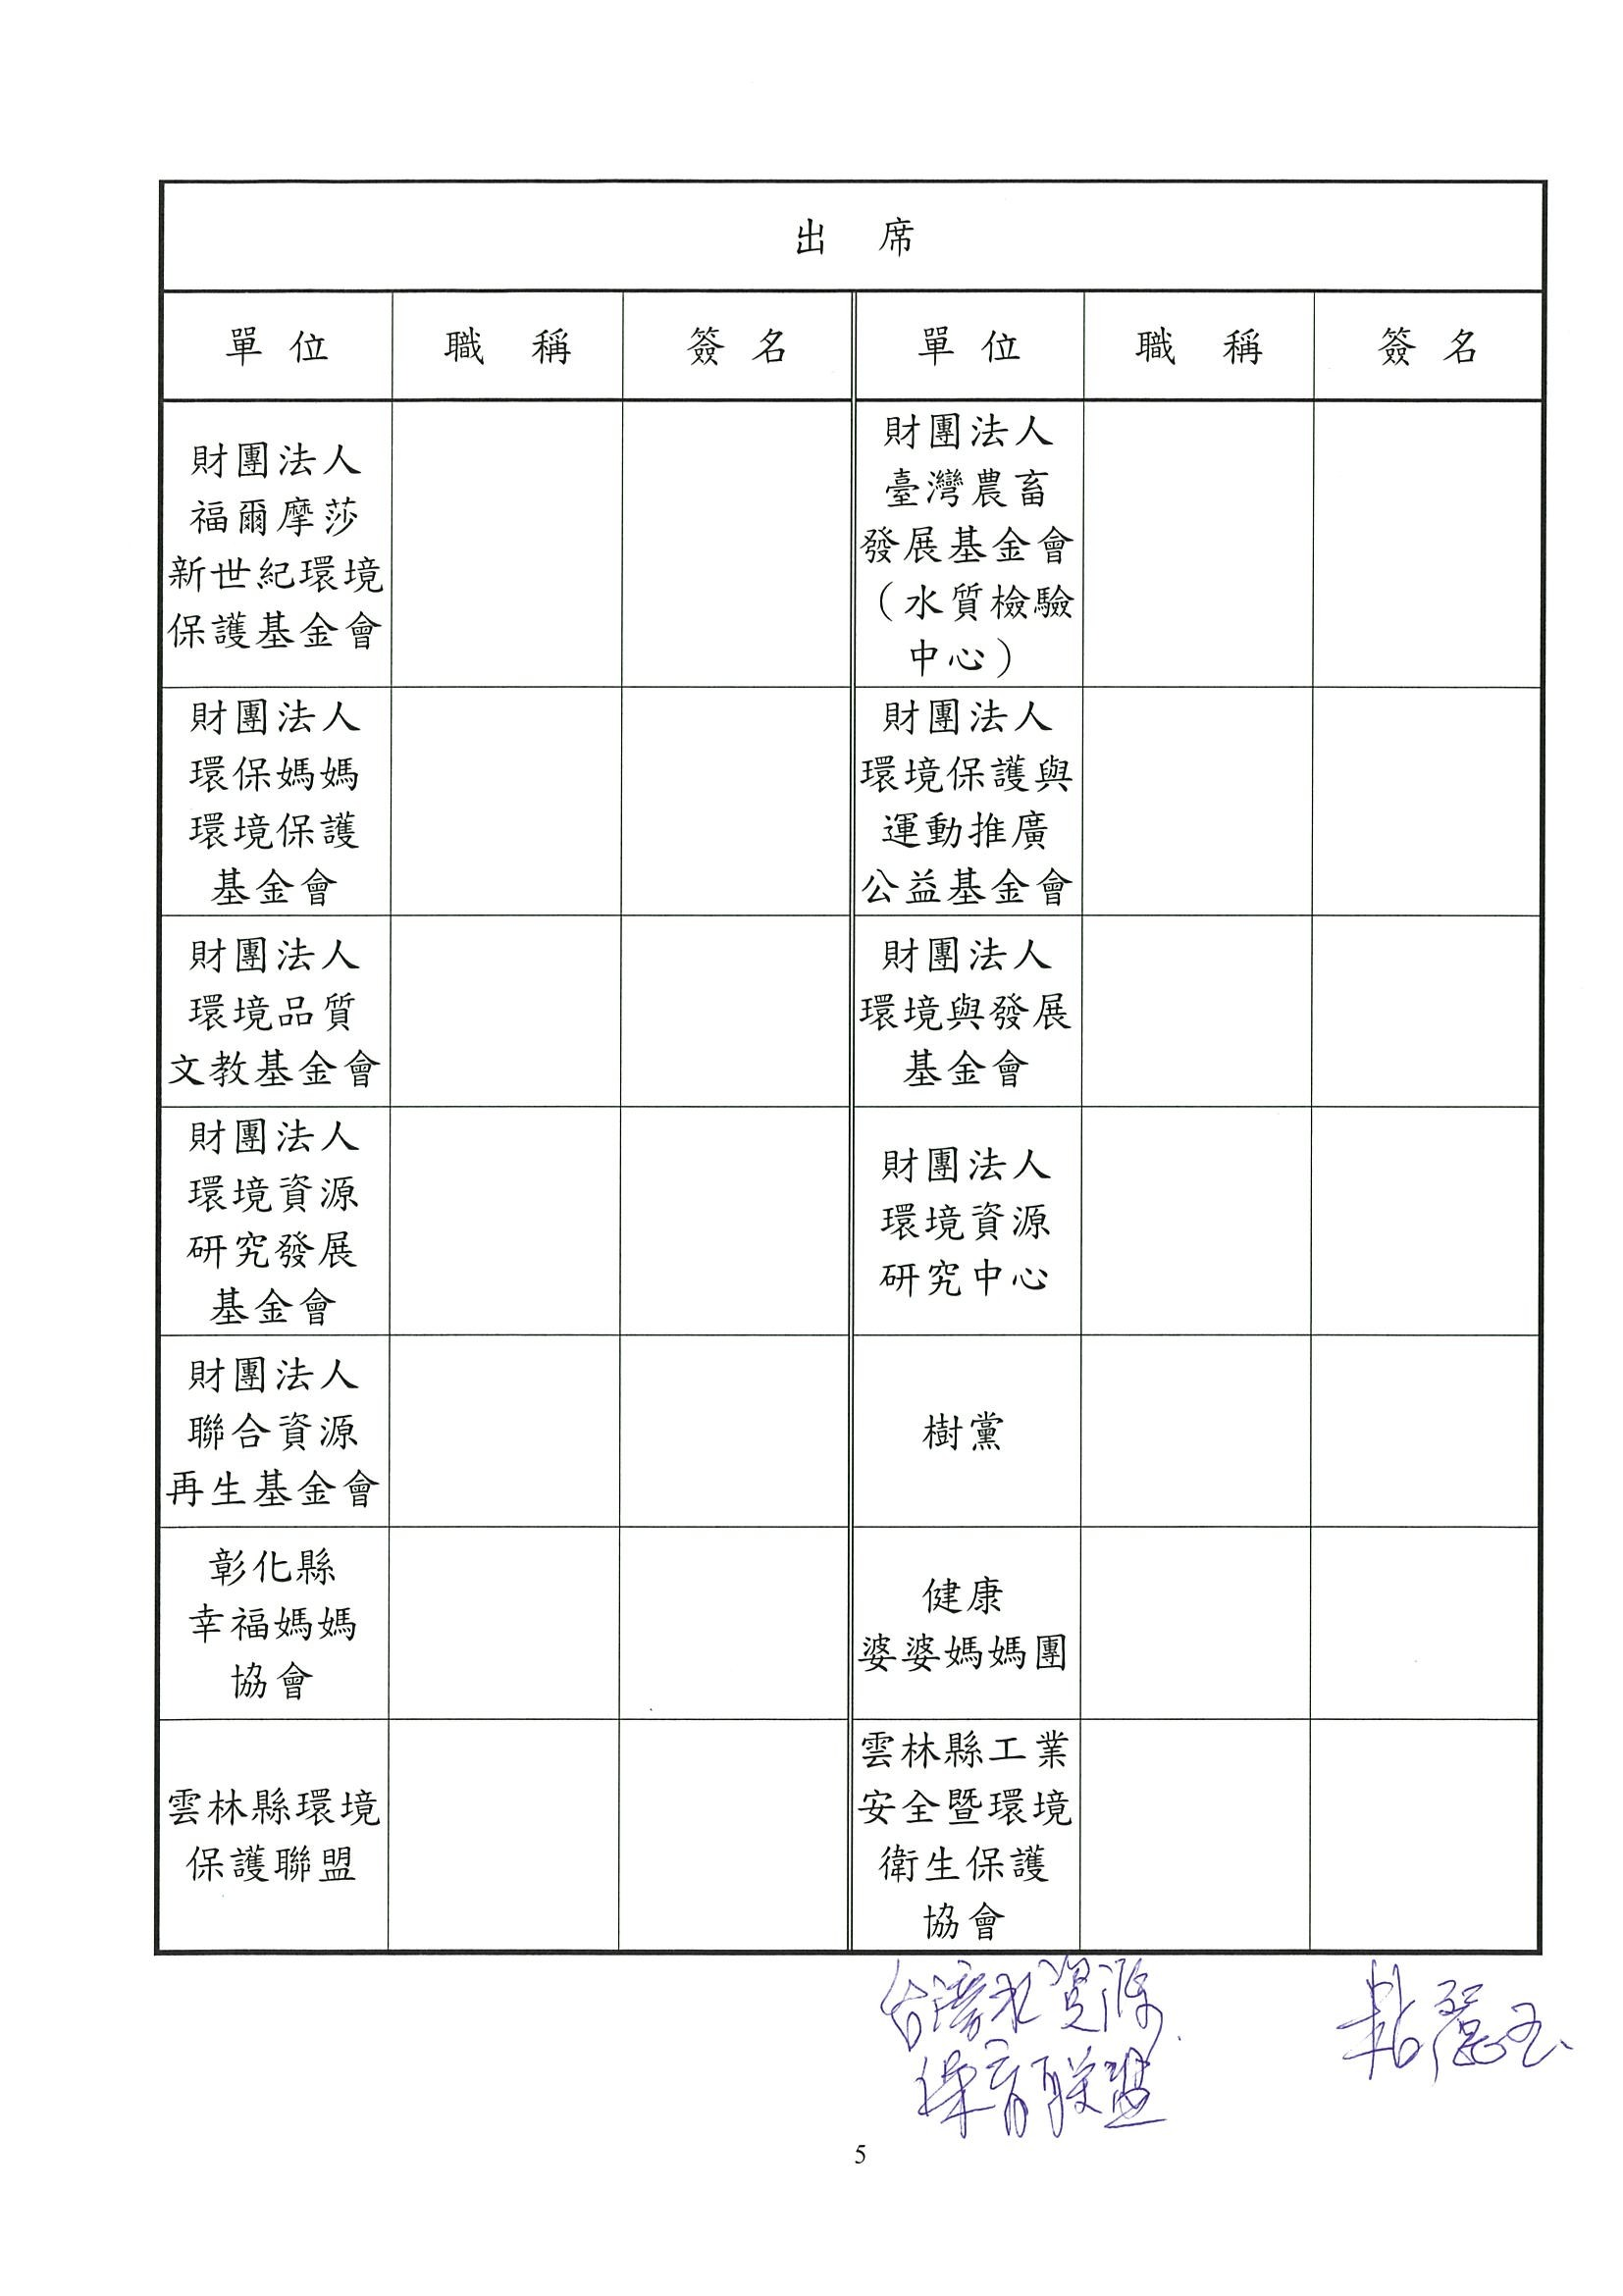 出 席
單 位 職 稱 簽 名 單 位 職 稱 簽 名
財團法人
福爾摩莎
新世紀環境
保護基金會
財團法人
臺灣農畜
發展基金會
（水質檢驗
中心）
財團法人
環保媽媽
環境保護
基金會
財團法人
環境保護與
運動推廣
公益基金會
財團法人
環境品質
文教基金會
財團法人
環境與發展
基金會
財團法人
環境資源
研究發展
基金會
財團法人
環境資源
研究中心
財團法人
聯合資源
再生基金會
樹黨
彰化縣
幸福媽媽
協會
健康
婆婆媽媽團
雲林縣環境
保護聯盟
雲林縣工業
安全暨環境
衛生保護
協會
台灣水資源
保育联盟
5